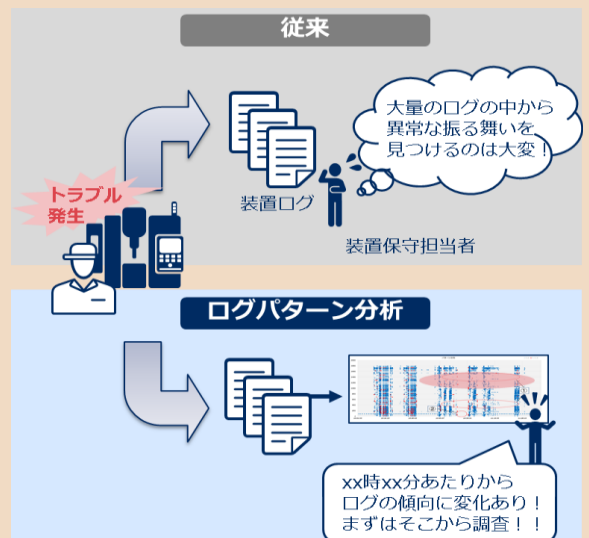 従来
大量のログの中から
異常な振る舞いを
見つけるのは大変！
トラブル
発生
装置ログ
装置保守担当者
ログパターン分析
xx時xx分あたりから
ログの傾向に変化あり！
まずはそこから調査！！